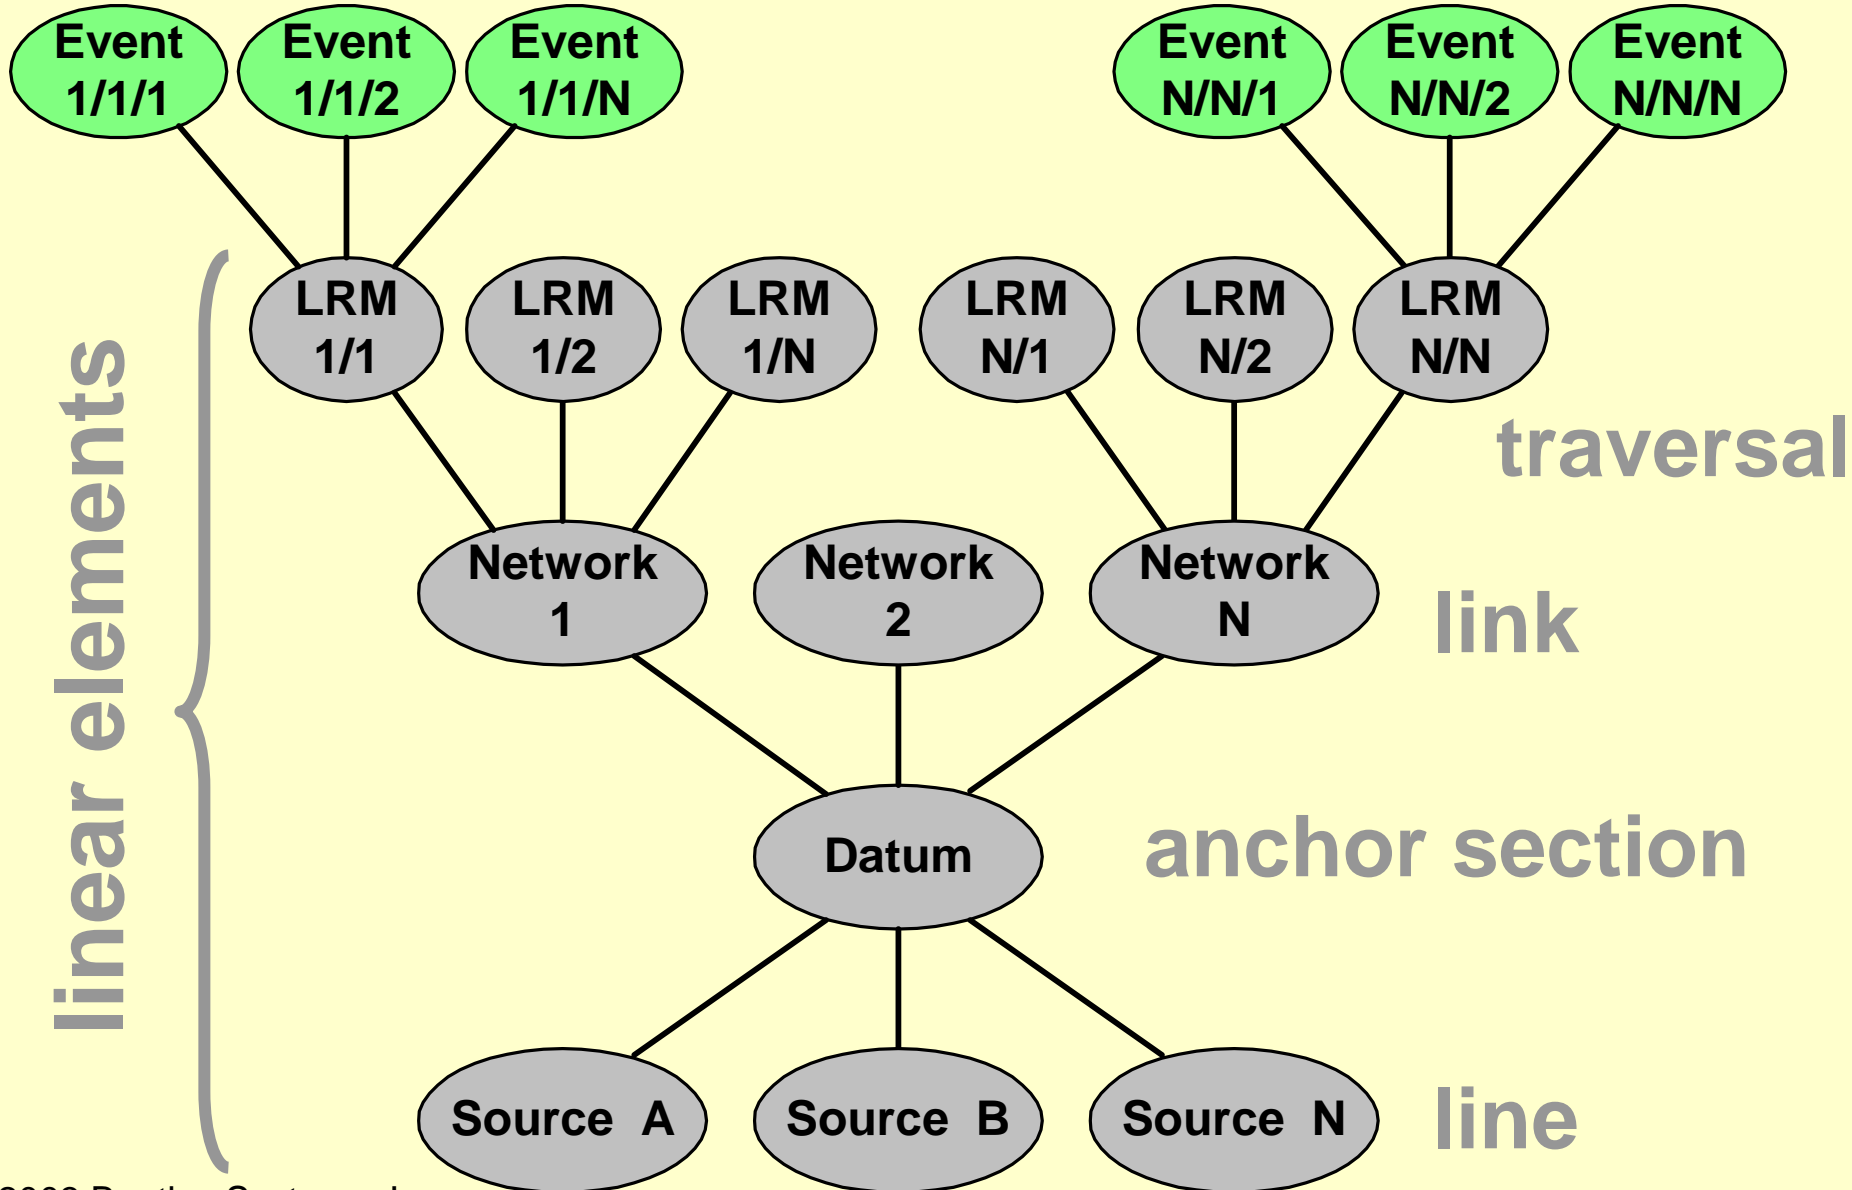 Event 1/1/1
Event 1/1/2
Event 1/1/N
Event N/N/1
Event N/N/2
Event N/N/N
LRM 1/1
LRM 1/2
LRM 1/N
LRM N/1
LRM N/2
LRM N/N
traversal
linear elements
Network 1
Network 2
Network N
link
Datum
anchor section
Source A
Source B
Source N
line